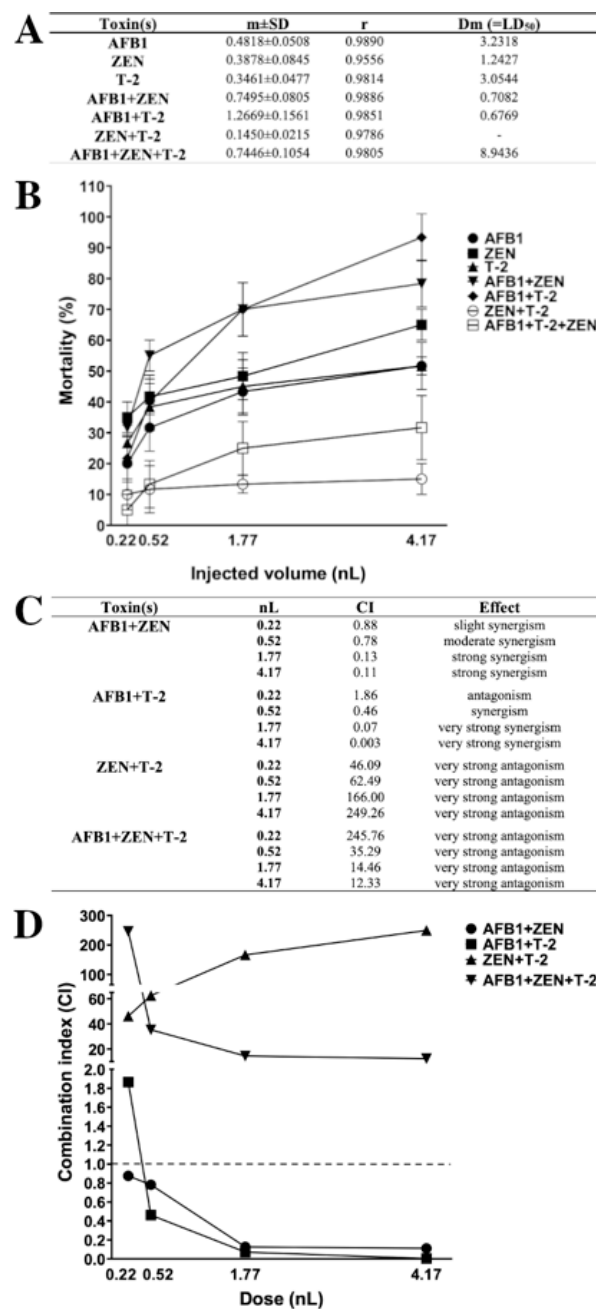 A
Toxin(s) m±SD r Dm (=LD50)
AFB1 0.4818±0.0508 0.9890 3.2318
ZEN 0.3878±0.0845 0.9556 1.2427
T-2 0.3461±0.0477 0.9814 3.0544
AFB1+ZEN 0.7495±0.0805 0.9886 0.7082
AFB1+T-2 1.2669±0.1561 0.9851 0.6769
ZEN+T-2 0.1450±0.0215 0.9786 -
AFB1+ZEN+T-2 0.7446±0.1054 0.9805 8.9436
B
Mortality (%)
110
100
90
80
70
60
50
40
30
20
10
0
0.22 0.52 1.77 4.17
Injected volume (nL)
AFB1
ZEN
T-2
AFB1+ZEN
AFB1+T-2
ZEN+T-2
AFB1+T-2+ZEN
C
Toxin(s) nL CI Effect
AFB1+ZEN 0.22 0.88 slight synergism
0.52 0.78 moderate synergism
1.77 0.13 strong synergism
4.17 0.11 strong synergism
AFB1+T-2 0.22 1.86 antagonism
0.52 0.46 synergism
1.77 0.07 very strong synergism
4.17 0.003 very strong synergism
ZEN+T-2 0.22 46.09 very strong antagonism
0.52 62.49 very strong antagonism
1.77 166.00 very strong antagonism
4.17 249.26 very strong antagonism
AFB1+ZEN+T-2 0.22 245.76 very strong antagonism
0.52 35.29 very strong antagonism
1.77 14.46 very strong antagonism
4.17 12.33 very strong antagonism
D
Combination index (CI)
300
200
100
60
40
20
2.0
1.8
1.6
1.4
1.2
1.0
0.8
0.6
0.4
0.2
0.0
0.22 0.52 1.77 4.17
Dose (nL)
AFB1+ZEN
AFB1+T-2
ZEN+T-2
AFB1+ZEN+T-2